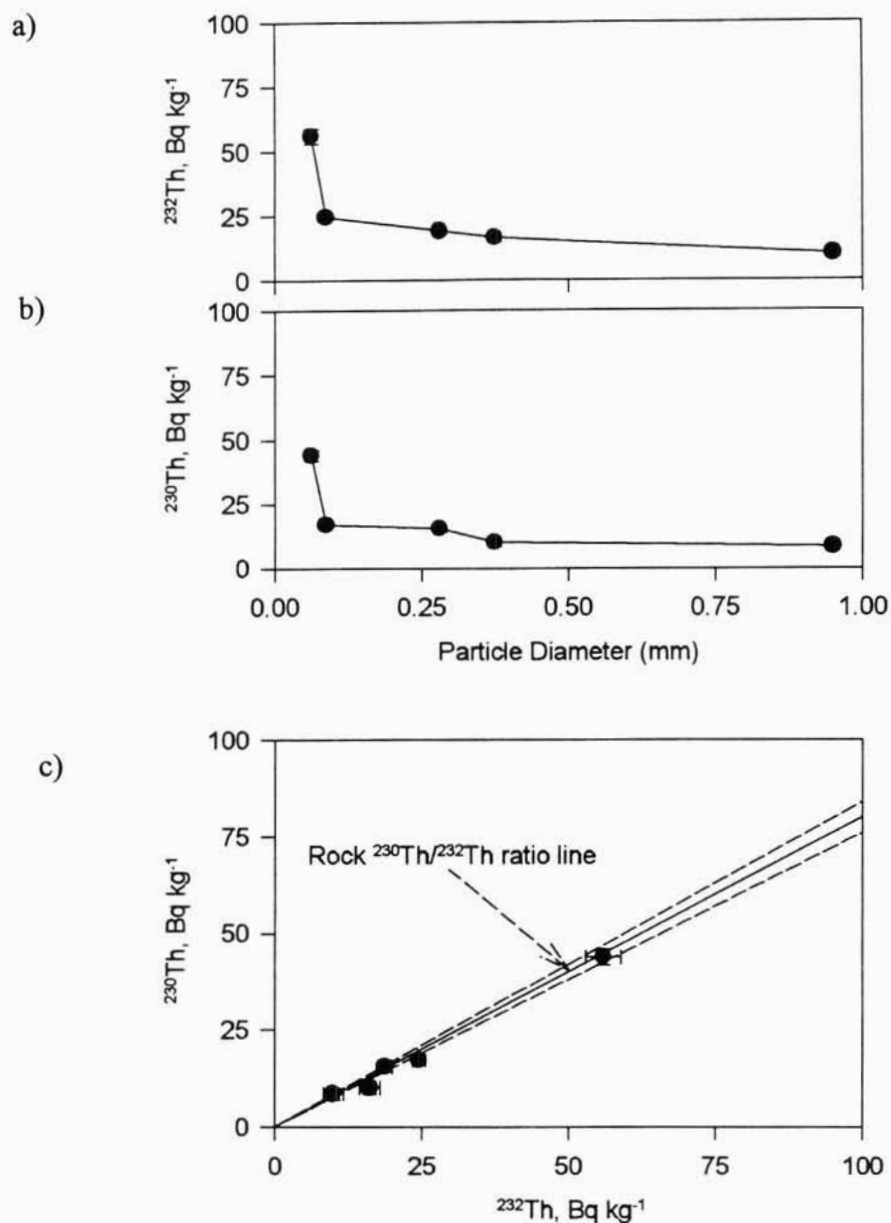 a)
100
75
50
25
0
²³²Th, Bq kg⁻¹
b)
100
75
50
25
0
²³⁰Th, Bq kg⁻¹
0.00 0.25 0.50 0.75 1.00
Particle Diameter (mm)
c)
100
75
50
25
0
²³⁰Th, Bq kg⁻¹
Rock ²³⁰Th/²³²Th ratio line
0 25 50 75 100
²³²Th, Bq kg⁻¹